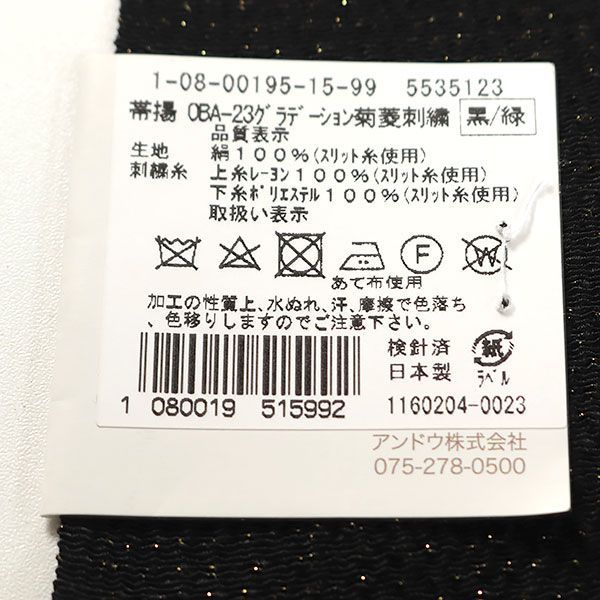 1-08-00195-15-99 5535123
帯揚 OBA-23ｸﾞﾗﾃﾞｰｼｮﾝ菊菱刺繍 黒/緑
品質表示
生地 絹100%(ｽﾘｯﾄ糸使用)
刺繍糸 上糸ﾚｰﾖﾝ100%(ｽﾘｯﾄ糸使用)
下糸ﾎﾟﾘｴｽﾃﾙ100%(ｽﾘｯﾄ糸使用)
取扱い表示
F W
あて布使用
加工の性質上､水ぬれ､汗､摩擦で色落ち
､色移りしますのでご注意下さい｡
検針済 紙
日本製 ﾗﾍﾞﾙ
1 080019 515992 1160204-0023
アンドウ株式会社
075-278-0500